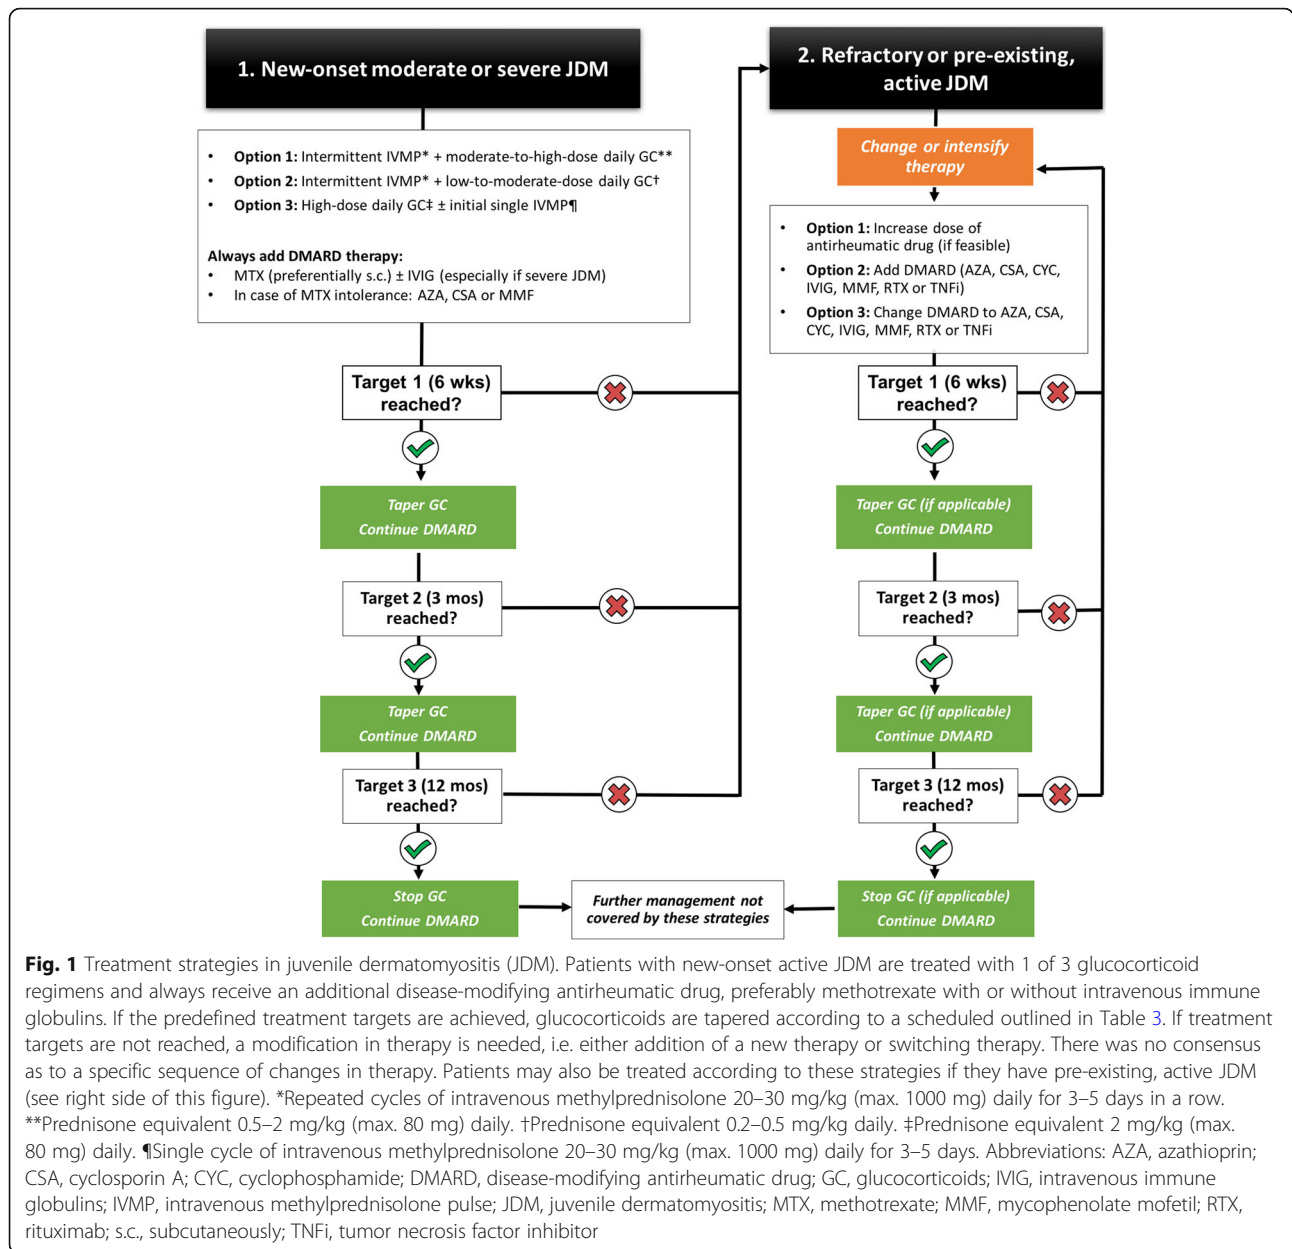 1. New-onset moderate or severe JDM
• Option 1: Intermittent IVMP* + moderate-to-high-dose daily GC**
• Option 2: Intermittent IVMP* + low-to-moderate-dose daily GC†
• Option 3: High-dose daily GC‡ ± initial single IVMP¶
Always add DMARD therapy:
• MTX (preferentially s.c.) ± IVIG (especially if severe JDM)
• In case of MTX intolerance: AZA, CSA or MMF
Target 1 (6 wks)
reached?
Taper GC
Continue DMARD
Target 2 (3 mos)
reached?
Taper GC
Continue DMARD
Target 3 (12 mos)
reached?
Stop GC
Continue DMARD
2. Refractory or pre-existing,
active JDM
Change or intensify
therapy
• Option 1: Increase dose of
antirheumatic drug (if feasible)
• Option 2: Add DMARD (AZA, CSA, CYC,
IVIG, MMF, RTX or TNFi)
• Option 3: Change DMARD to AZA, CSA,
CYC, IVIG, MMF, RTX or TNFi
Target 1 (6 wks)
reached?
Taper GC (if applicable)
Continue DMARD
Target 2 (3 mos)
reached?
Taper GC (if applicable)
Continue DMARD
Target 3 (12 mos)
reached?
Stop GC (if applicable)
Continue DMARD
Further management not
covered by these strategies
Fig. 1 Treatment strategies in juvenile dermatomyositis (JDM). Patients with new-onset active JDM are treated with 1 of 3 glucocorticoid
regimens and always receive an additional disease-modifying antirheumatic drug, preferably methotrexate with or without intravenous immune
globulins. If the predefined treatment targets are achieved, glucocorticoids are tapered according to a scheduled outlined in Table 3. If treatment
targets are not reached, a modification in therapy is needed, i.e. either addition of a new therapy or switching therapy. There was no consensus
as to a specific sequence of changes in therapy. Patients may also be treated according to these strategies if they have pre-existing, active JDM
(see right side of this figure). *Repeated cycles of intravenous methylprednisolone 20–30 mg/kg (max. 1000 mg) daily for 3–5 days in a row.
**Prednisone equivalent 0.5–2 mg/kg (max. 80 mg) daily. †Prednisone equivalent 0.2–0.5 mg/kg daily. ‡Prednisone equivalent 2 mg/kg (max.
80 mg) daily. ¶Single cycle of intravenous methylprednisolone 20–30 mg/kg (max. 1000 mg) daily for 3–5 days. Abbreviations: AZA, azathioprin;
CSA, cyclosporin A; CYC, cyclophosphamide; DMARD, disease-modifying antirheumatic drug; GC, glucocorticoids; IVIG, intravenous immune
globulins; IVMP, intravenous methylprednisolone pulse; JDM, juvenile dermatomyositis; MTX, methotrexate; MMF, mycophenolate mofetil; RTX,
rituximab; s.c., subcutaneously; TNFi, tumor necrosis factor inhibitor